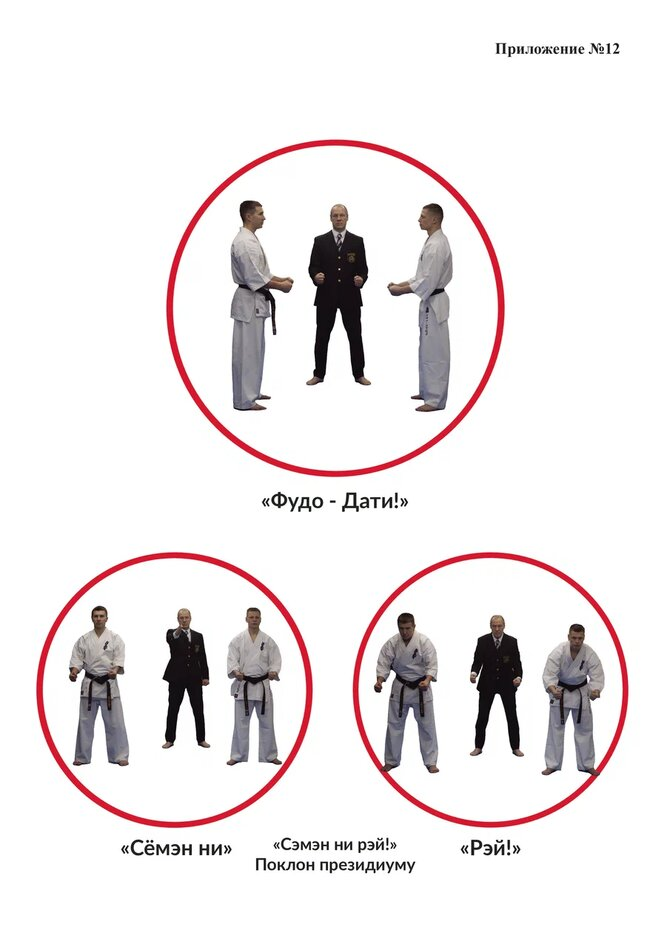 Приложение №12
«Фудо - Дати!»
«Сёмэн ни»
«Сэмэн ни рэй!»
Поклон президиуму
«Рэй!»